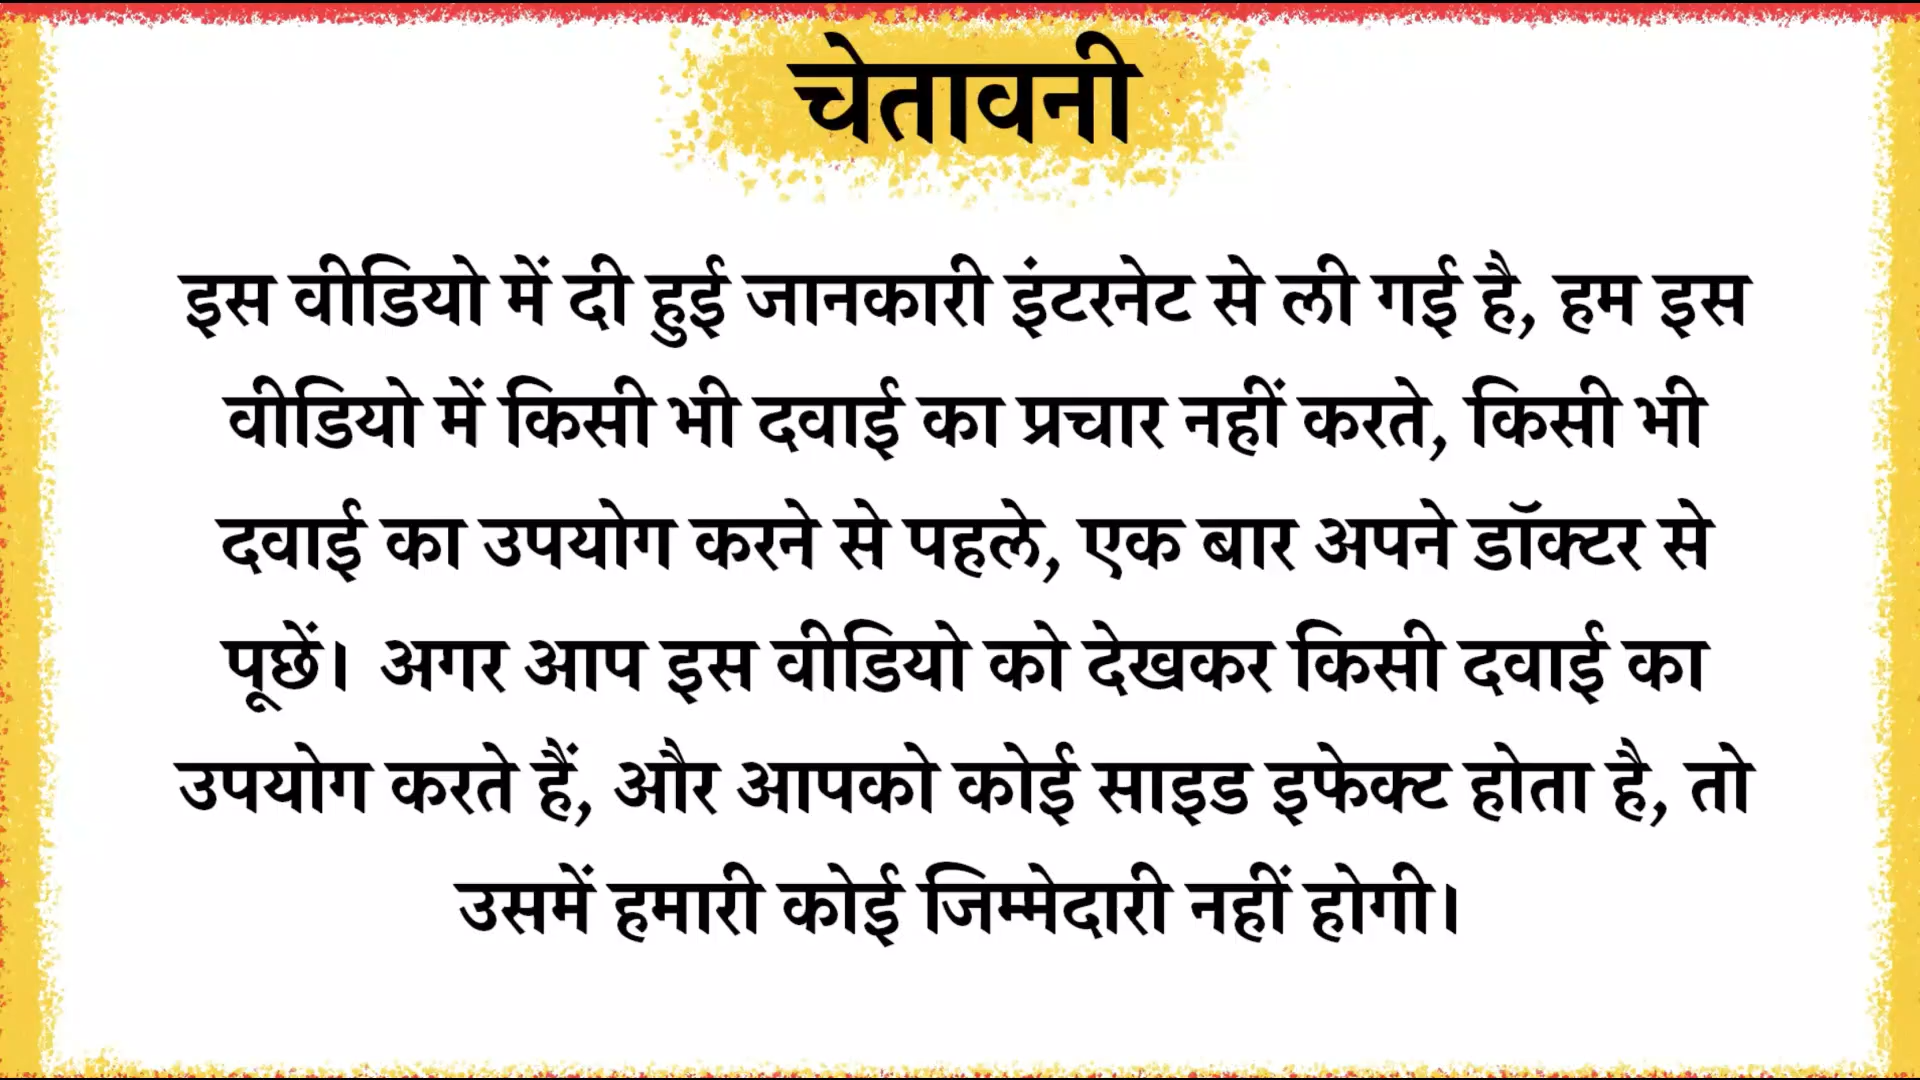 चेतावनी
इस वीडियो में दी हुई जानकारी इंटरनेट से ली गई है, हम इस
वीडियो में किसी भी दवाई का प्रचार नहीं करते, किसी भी
दवाई का उपयोग करने से पहले, एक बार अपने डॉक्टर से
पूछें। अगर आप इस वीडियो को देखकर किसी दवाई का
उपयोग करते हैं, और आपको कोई साइड इफेक्ट होता है, तो
उसमें हमारी कोई जिम्मेदारी नहीं होगी।